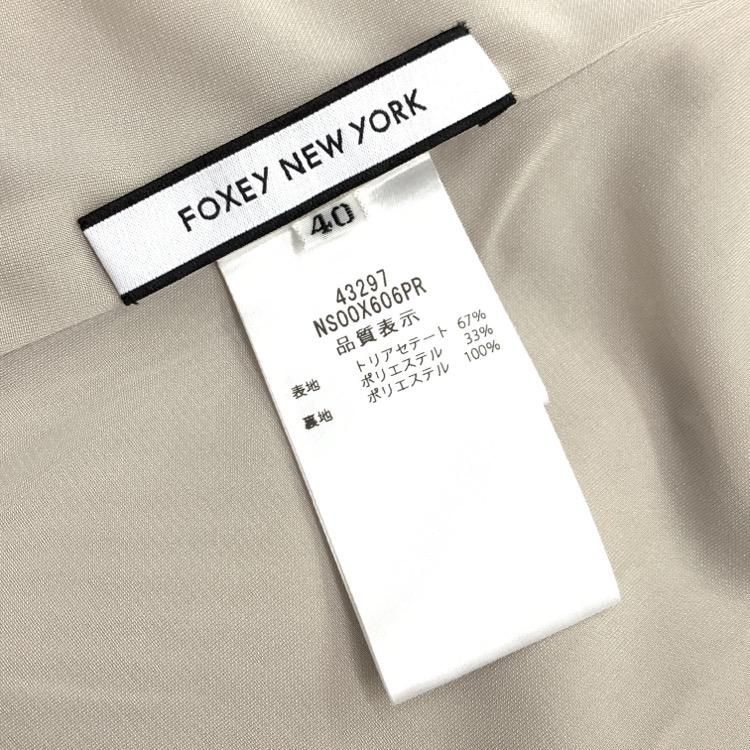 FOXEY NEW YORK
40
43297
NS00X606PR
品質表示
表地 トリアセテート 67%
ポリエステル 33%
裏地 ポリエステル 100%